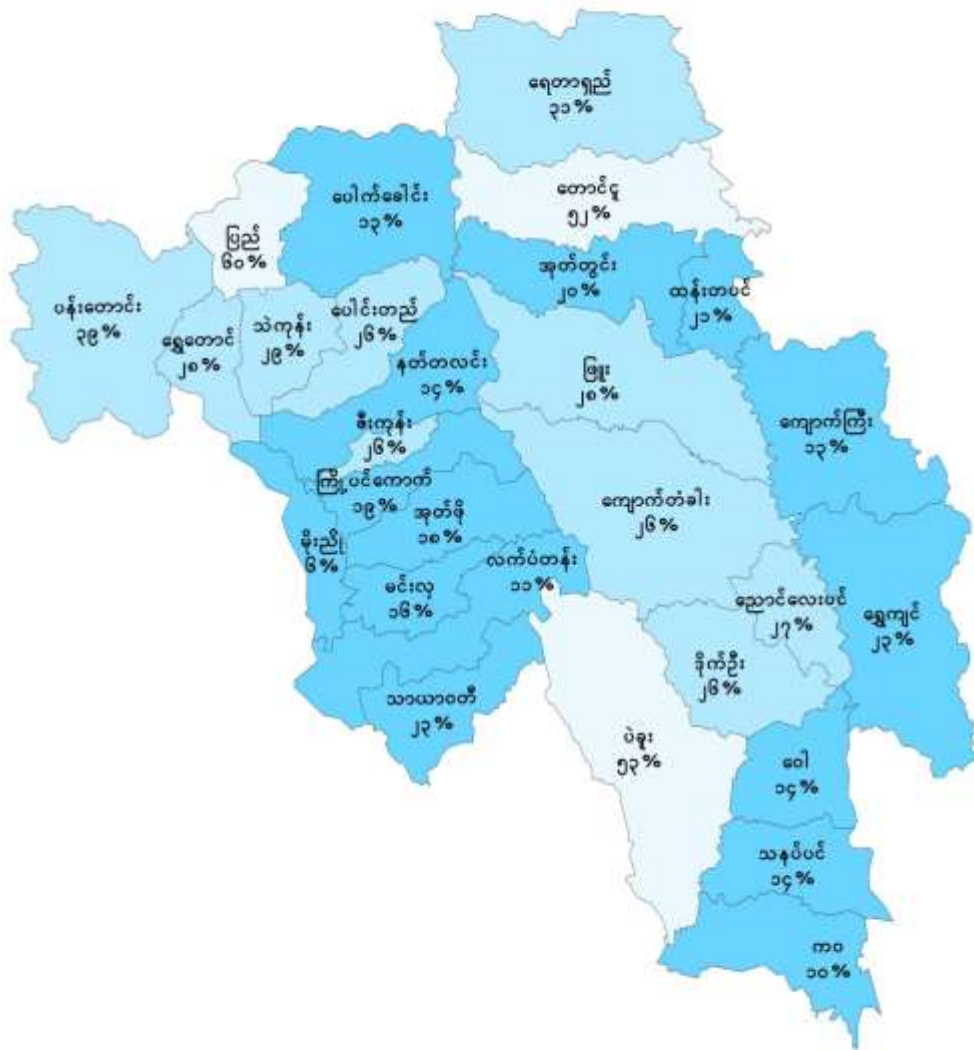 ရေတာရှည်
၃၁%
တောင်ငူ
၅၂%
ပေါက်ခေါင်း
၁၃%
ပြည်
၆၀%
အုတ်တွင်း
၂၀%
ထန်းတပင်
၂၁%
ပန်းတောင်း
၃၉%
ရွှေတောင်
၂၈%
သဲကုန်း
၂၉%
ပေါင်းတည်
၂၆%
နတ်တလင်း
၁၄%
ဖြူး
၂၈%
ကျောက်ကြီး
၁၃%
ဇီးကုန်း
၂၆%
ကြို့ပင်ကောက်
၁၉%
အုတ်ဖို
၁၈%
ကျောက်တံခါး
၂၆%
မိုးညို
၆%
လက်ပံတန်း
၁၁%
မင်းလှ
၁၆%
ညောင်လေးပင်
၂၇%
ရွှေကျင်
၂၃%
ဒိုက်ဦး
၂၆%
သာယာဝတီ
၂၃%
ပဲခူး
၅၃%
ဝေါ
၁၄%
သနပ်ပင်
၁၄%
ကဝ
၁၀%